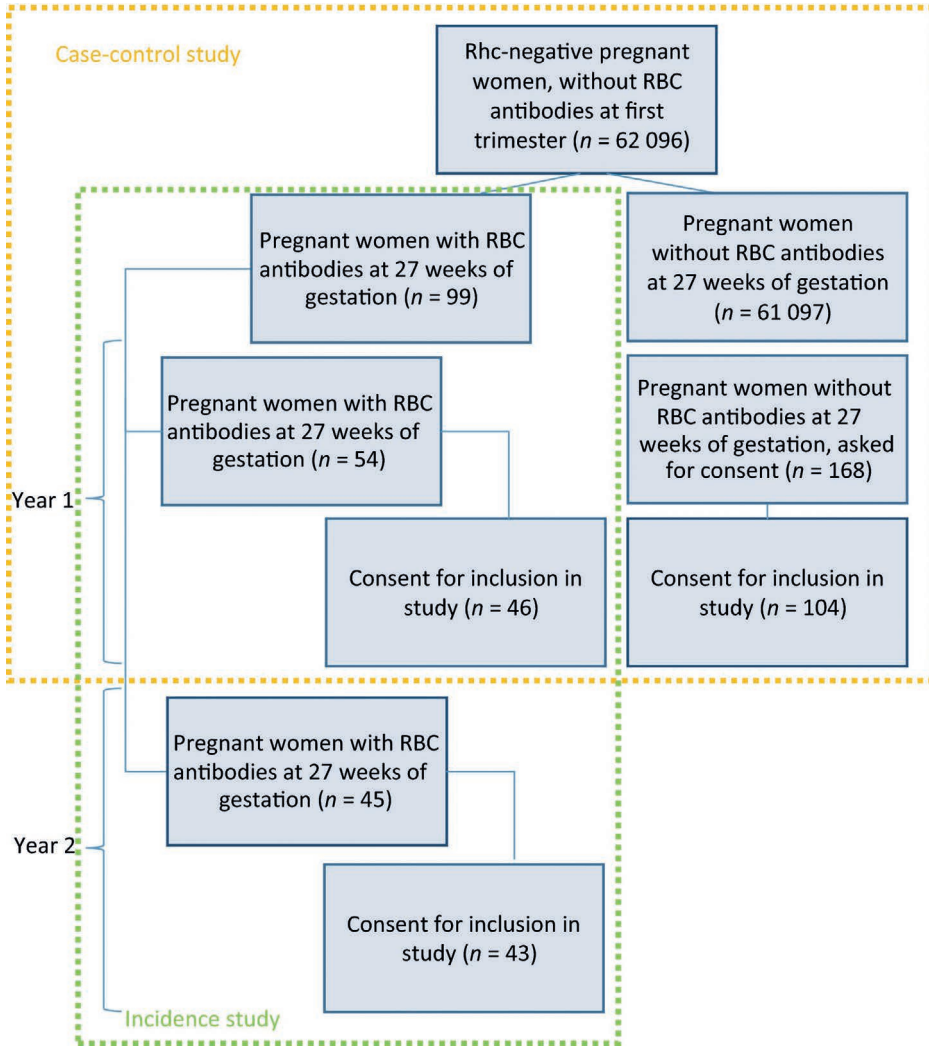 Case-control study
Rhc-negative pregnant
women, without RBC
antibodies at first
trimester (n = 62 096)
Pregnant women with RBC
antibodies at 27 weeks of
gestation (n = 99)
Pregnant women
without RBC antibodies
at 27 weeks of gestation
(n = 61 097)
Year 1
Pregnant women with RBC
antibodies at 27 weeks of
gestation (n = 54)
Pregnant women without
RBC antibodies at 27
weeks of gestation, asked
for consent (n = 168)
Consent for inclusion in
study (n = 46)
Consent for inclusion in
study (n = 104)
Year 2
Pregnant women with RBC
antibodies at 27 weeks of
gestation (n = 45)
Consent for inclusion in
study (n = 43)
Incidence study